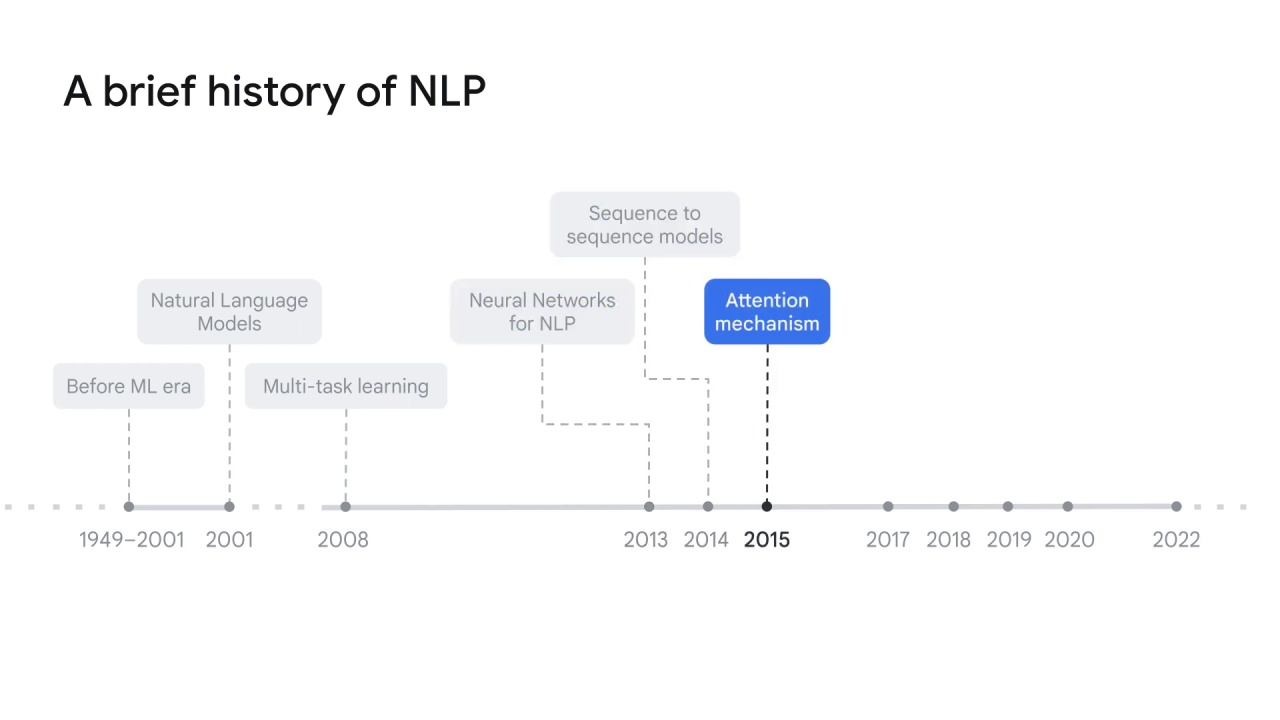 A brief history of NLP
Sequence to
sequence models
Natural Language
Models
Neural Networks
for NLP
Attention
mechanism
Before ML era
Multi-task learning
1949–2001
2001
2008
2013
2014
2015
2017
2018
2019
2020
2022